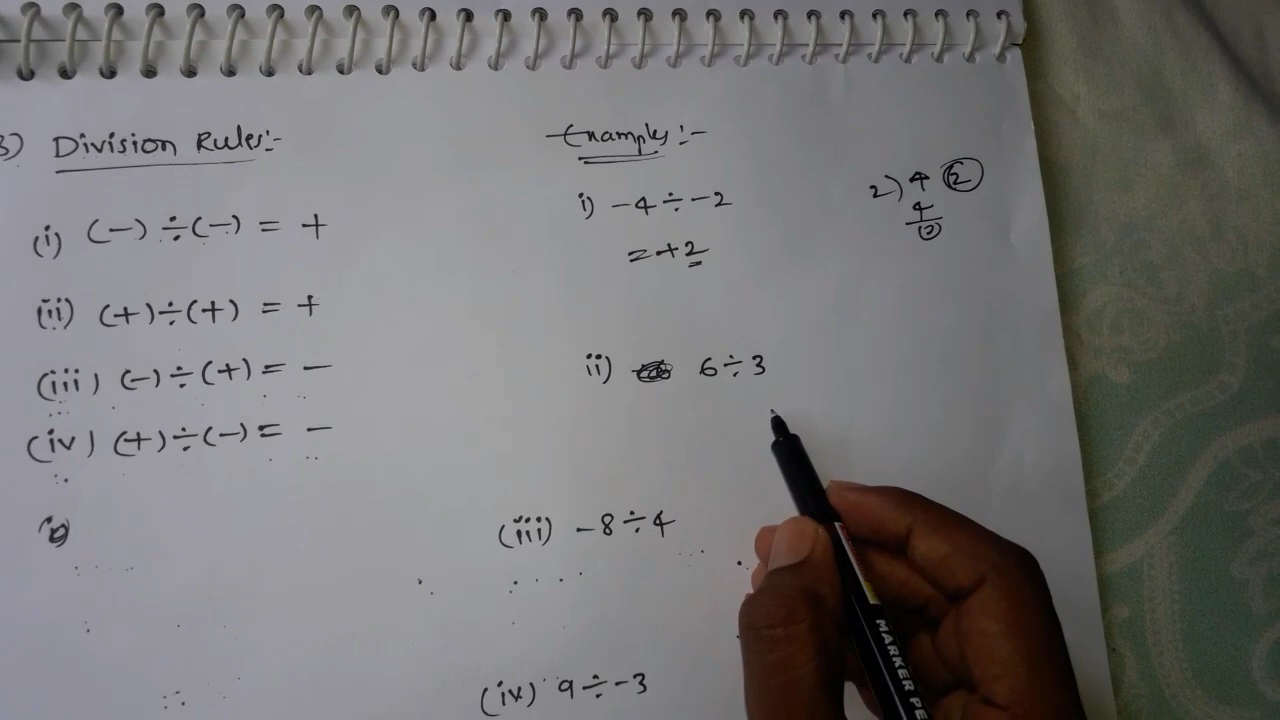 3) Division Rules:-
(i) (-) ÷ (-) = +
(ii) (+) ÷ (+) = +
(iii) (-) ÷ (+) = -
(iv) (+) ÷ (-) = -
Examples:-
i) -4 ÷ -2
= +2
2) 4 (2
4
0
ii) 6 ÷ 3
(iii) -8 ÷ 4
(iv) 9 ÷ -3
MARKER PE